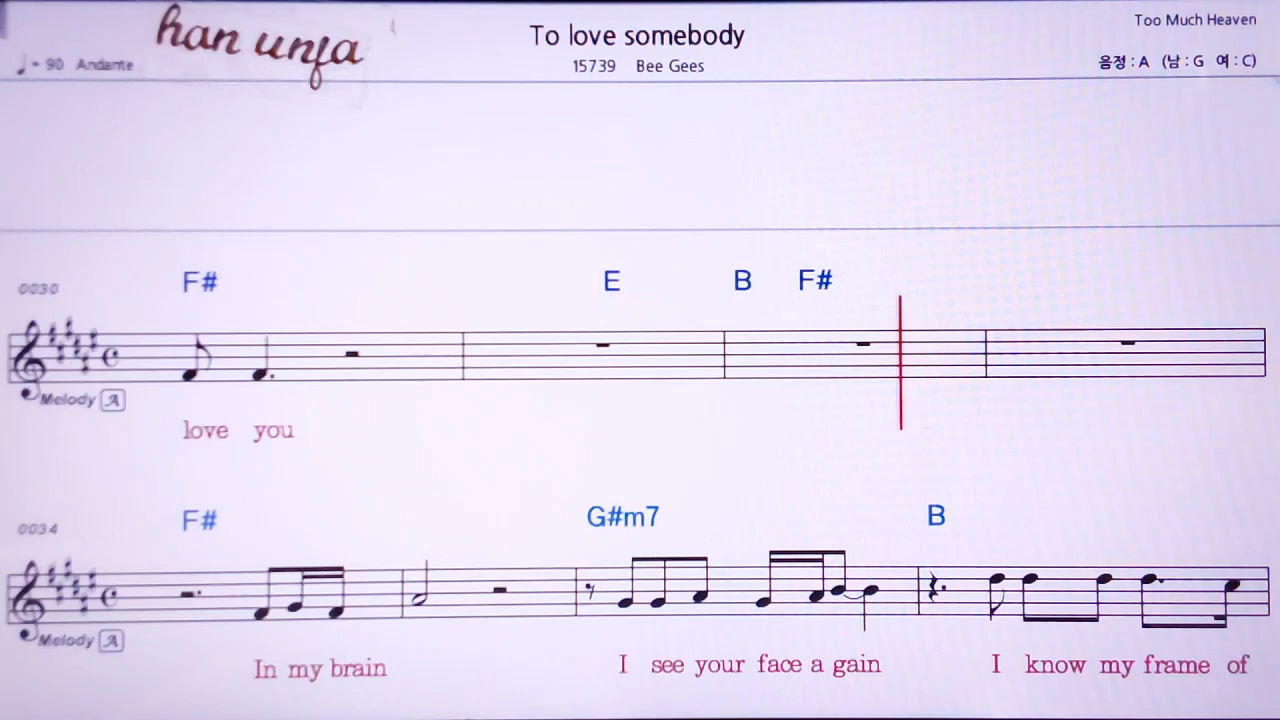 han unfa
To love somebody
Too Much Heaven
♩= 90 Andante
15739 Bee Gees
음정 : A (남 : G 여 : C)
0030
F# E B F#
Melody A
love you
0034
F# G#m7 B
Melody A
In my brain I see your face a gain I know my frame of